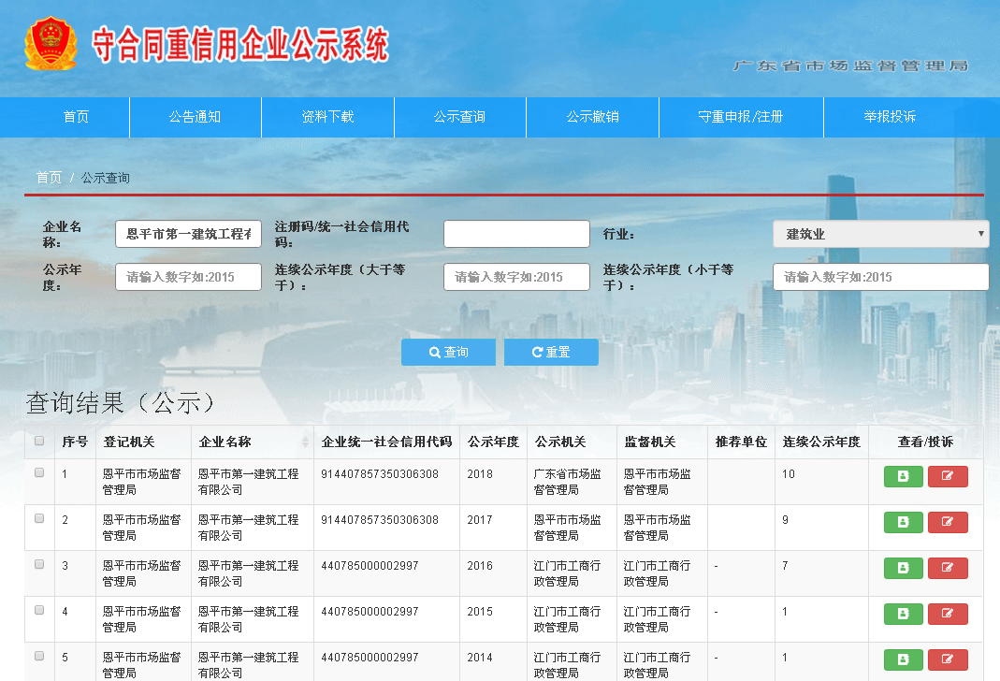 守合同重信用企业公示系统
广东省市场监督管理局
首页 公告通知 资料下载 公示查询 公示撤销 守重申报/注册 举报投诉
首页 / 公示查询
企业名称： 恩平市第一建筑工程有 注册码/统一社会信用代码： 行业： 建筑业
公示年度： 请输入数字如:2015 连续公示年度（大于等于）： 请输入数字如:2015 连续公示年度（小于等于）： 请输入数字如:2015
查询 重置
查询结果（公示）
序号 登记机关 企业名称 企业统一社会信用代码 公示年度 公示机关 监督机关 推荐单位 连续公示年度 查看/投诉
1 恩平市市场监督管理局 恩平市第一建筑工程有限公司 914407857350306308 2018 广东省市场监督管理局 恩平市市场监督管理局 10
2 恩平市市场监督管理局 恩平市第一建筑工程有限公司 914407857350306308 2017 恩平市市场监督管理局 恩平市市场监督管理局 9
3 恩平市市场监督管理局 恩平市第一建筑工程有限公司 440785000002997 2016 江门市工商行政管理局 江门市工商行政管理局 - 7
4 恩平市市场监督管理局 恩平市第一建筑工程有限公司 440785000002997 2015 江门市工商行政管理局 江门市工商行政管理局 - 1
5 恩平市市场监督管理局 恩平市第一建筑工程有限公司 440785000002997 2014 江门市工商行政管理局 江门市工商行政管理局 - 1